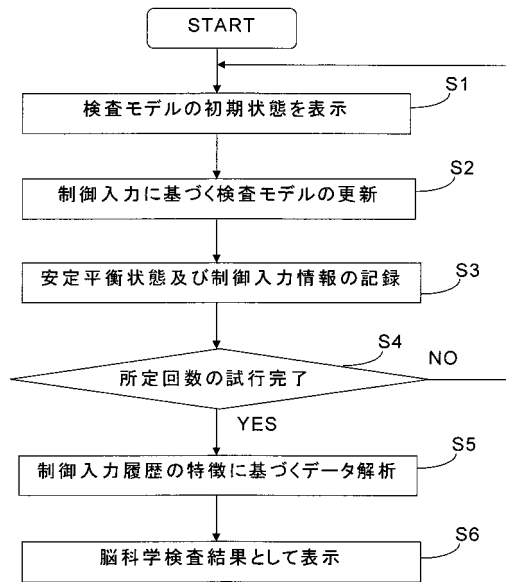 START
S1
検査モデルの初期状態を表示
S2
制御入力に基づく検査モデルの更新
S3
安定平衡状態及び制御入力情報の記録
S4
所定回数の試行完了
NO
YES
S5
制御入力履歴の特徴に基づくデータ解析
S6
脳科学検査結果として表示